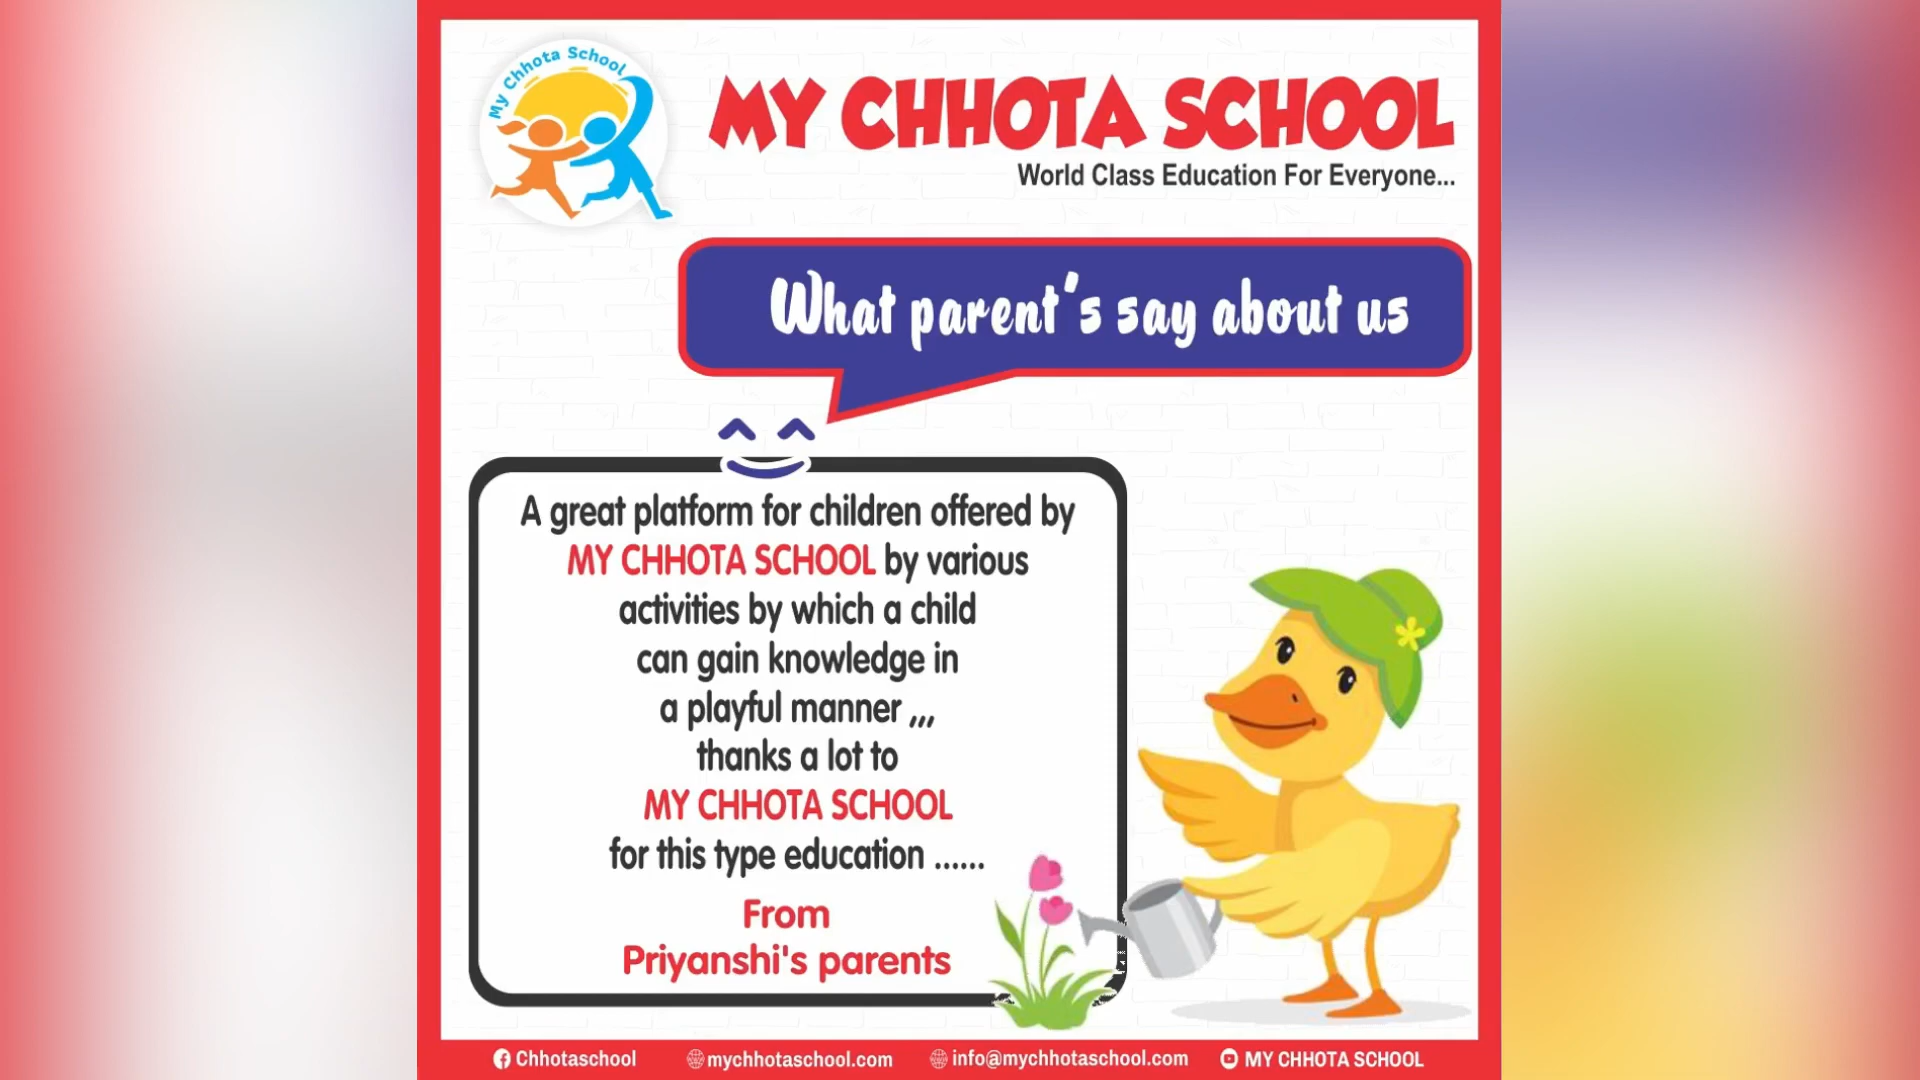 My Chhota School
MY CHHOTA SCHOOL
World Class Education For Everyone...
What parent's say about us
A great platform for children offered by
MY CHHOTA SCHOOL by various
activities by which a child
can gain knowledge in
a playful manner ,,,
thanks a lot to
MY CHHOTA SCHOOL
for this type education ......
From
Priyanshi's parents
Chhotaschool mychhotaschool.com info@mychhotaschool.com MY CHHOTA SCHOOL